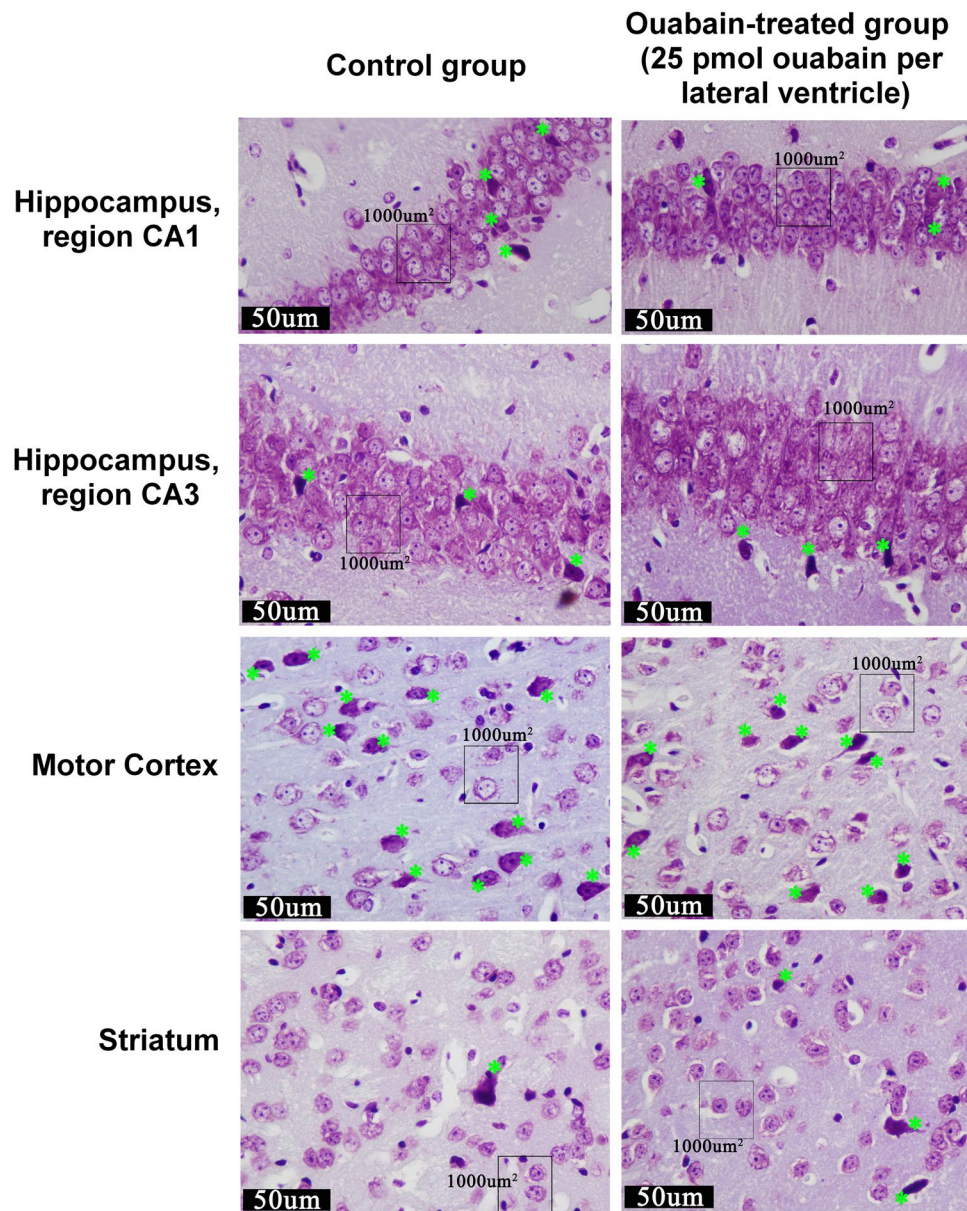 Control group
Ouabain-treated group
(25 pmol ouabain per
lateral ventricle)
Hippocampus,
region CA1
1000um²
50um
1000um²
50um
Hippocampus,
region CA3
1000um²
50um
1000um²
50um
Motor Cortex
1000um²
50um
1000um²
50um
Striatum
1000um²
50um
1000um²
50um